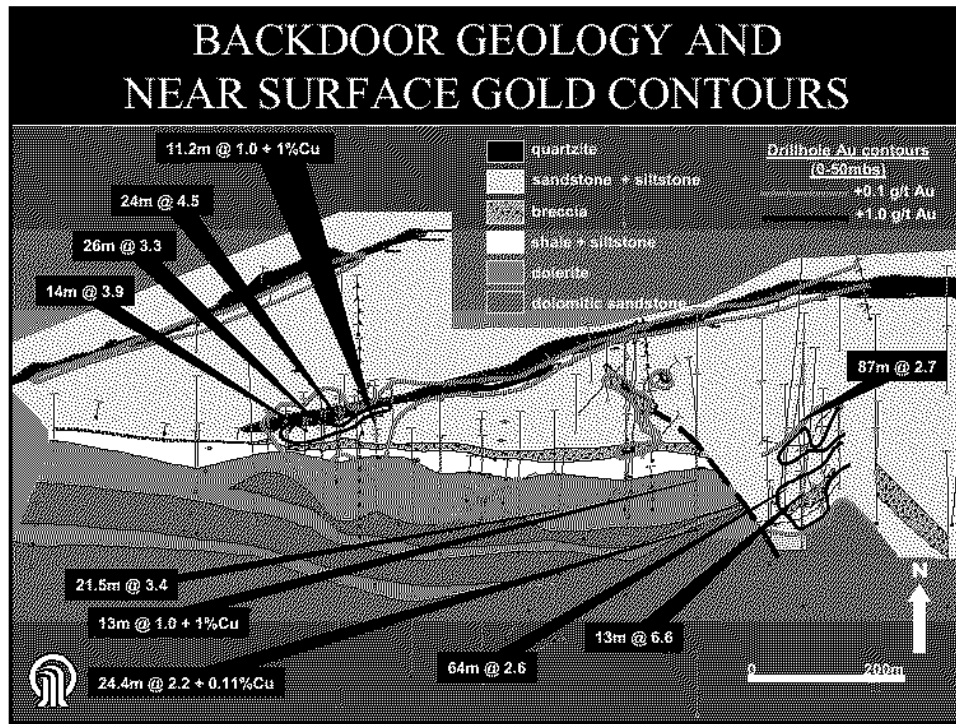 BACKDOOR GEOLOGY AND
NEAR SURFACE GOLD CONTOURS
11.2m @ 1.0 + 1%Cu
24m @ 4.5
26m @ 3.3
14m @ 3.9
quartzite
sandstone + siltstone
breccia
shale + siltstone
dolerite
dolomitic sandstone
Drillhole Au contours
(0-50mbs)
+0.1 g/t Au
+1.0 g/t Au
87m @ 2.7
21.5m @ 3.4
13m @ 1.0 + 1%Cu
24.4m @ 2.2 + 0.11%Cu
64m @ 2.6
13m @ 6.6
N
0 200m